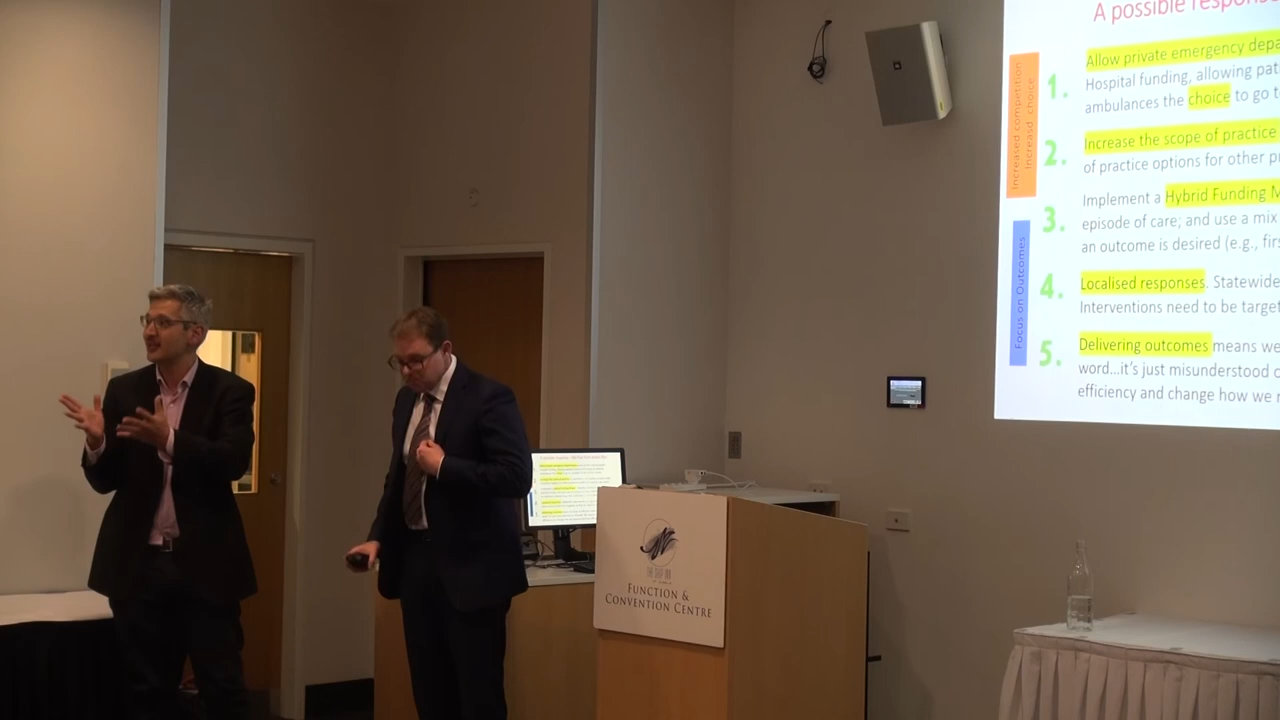 A possible response
Increased competition
increasd choice
1.
Allow private emergency depa
Hospital funding, allowing pat
ambulances the choice to go t
2.
Increase the scope of practice
of practice options for other p
3.
Implement a Hybrid Funding M
episode of care; and use a mix
an outcome is desired (e.g., firs
Focus on Outcomes
4.
Localised responses. Statewide
Interventions need to be targe
5.
Delivering outcomes means we
word...it's just misunderstood
efficiency and change how we
FUNCTION &
CONVENTION CENTRE